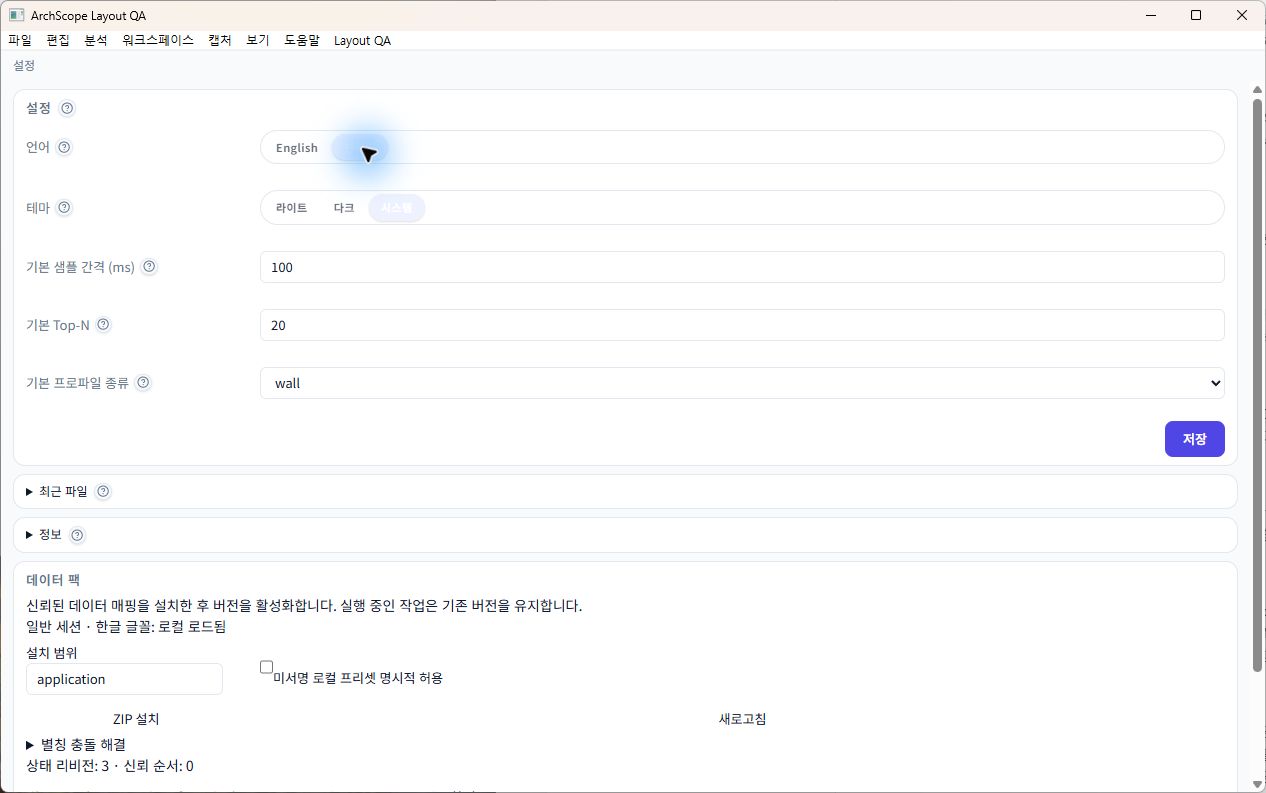 ArchScope Layout QA
파일 편집 분석 워크스페이스 캡처 보기 도움말 Layout QA
설정
설정
언어 English
테마 라이트 다크 시스템
기본 샘플 간격 (ms) 100
기본 Top-N 20
기본 프로파일 종류 wall
저장
최근 파일
정보
데이터 팩
신뢰된 데이터 매핑을 설치한 후 버전을 활성화합니다. 실행 중인 작업은 기존 버전을 유지합니다.
일반 세션 · 한글 글꼴: 로컬 로드됨
설치 범위
application 미서명 로컬 프리셋 명시적 허용
ZIP 설치 새로고침
별칭 충돌 해결
상태 리비전: 3 · 신뢰 순서: 0